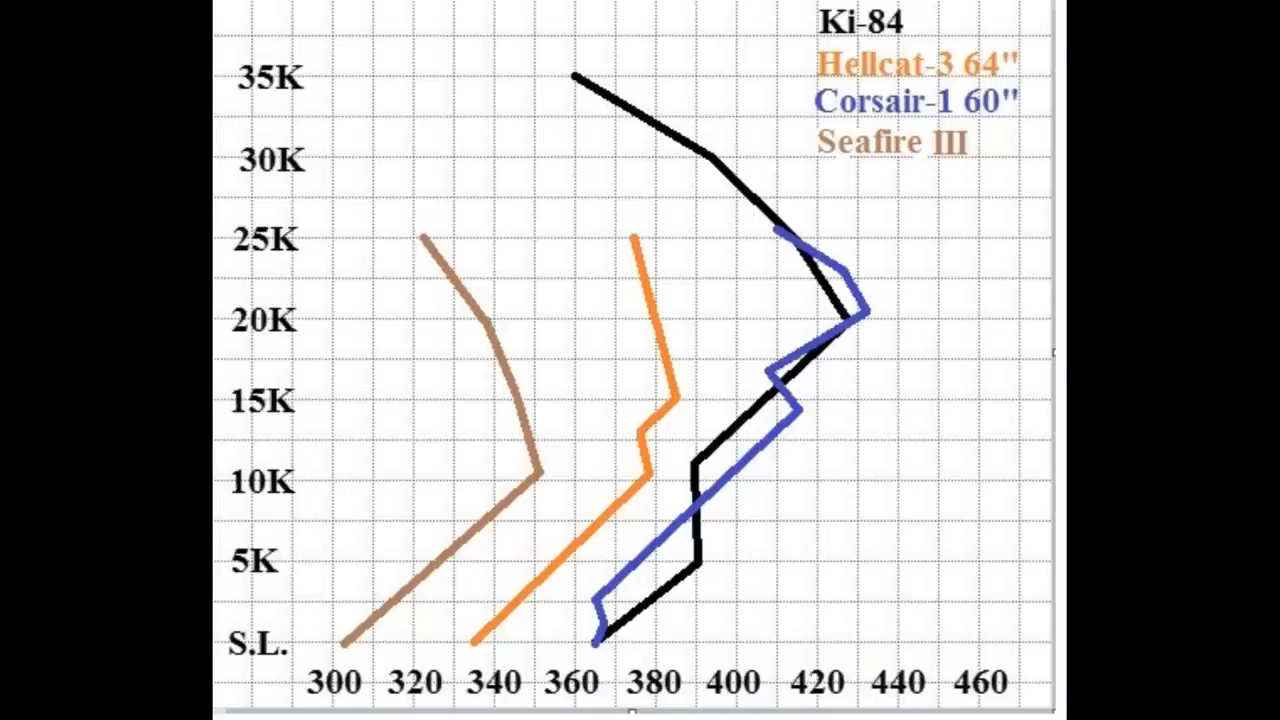 Ki-84
Hellcat-3 64"
Corsair-1 60"
Seafire III
35K
30K
25K
20K
15K
10K
5K
S.L.
300 320 340 360 380 400 420 440 460